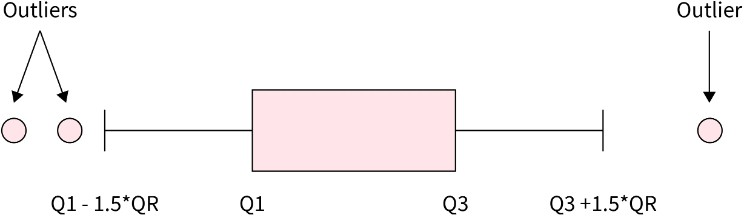 Outliers
Outlier
Q1 - 1.5*QR
Q1
Q3
Q3 +1.5*QR